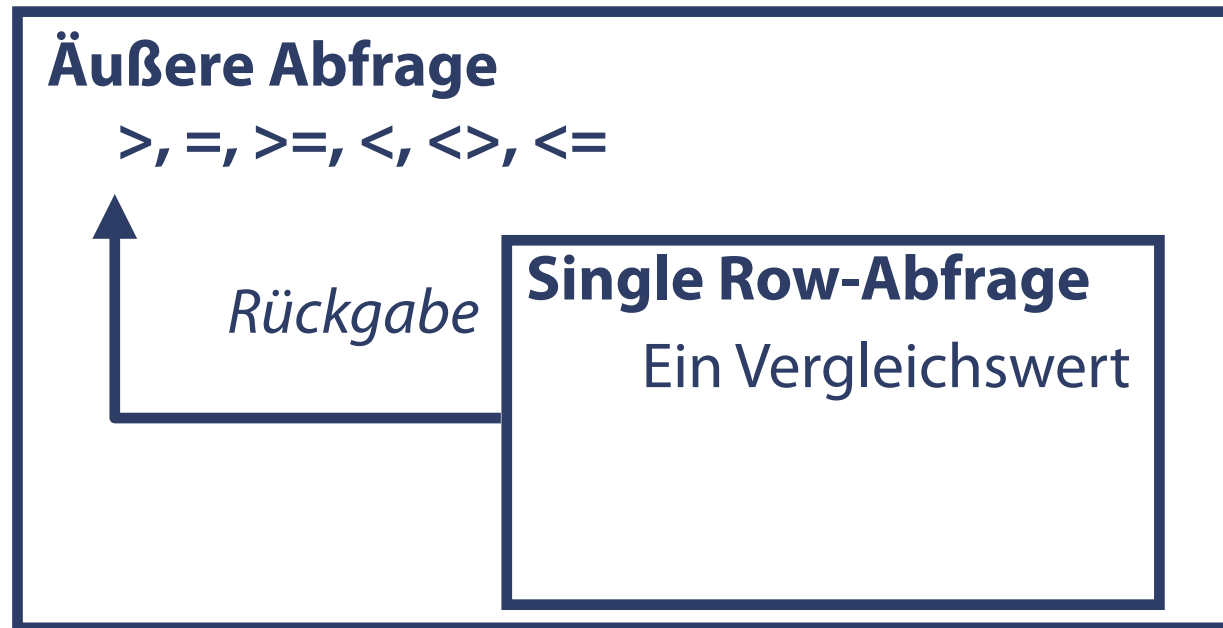 Äußere Abfrage
>, =, >=, <, <>, <=
Rückgabe
Single Row-Abfrage
Ein Vergleichswert